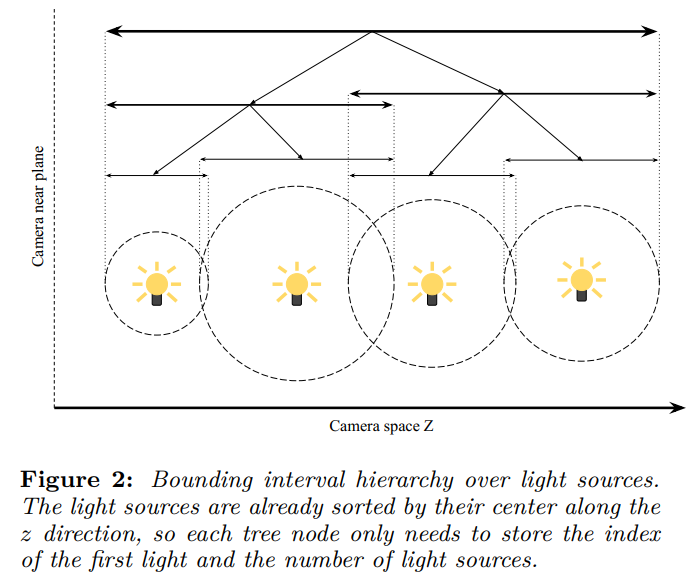 Camera near plane
Camera space Z
Figure 2: Bounding interval hierarchy over light sources.
The light sources are already sorted by their center along the
z direction, so each tree node only needs to store the index
of the first light and the number of light sources.